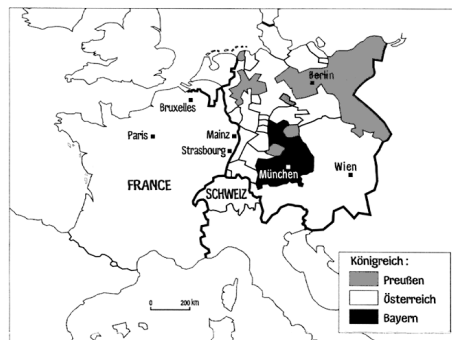 Berlin
Bruxelles
Paris
Mainz
Strasbourg
München
Wien
FRANCE
SCHWEIZ
0 200 km
Königreich :
Preußen
Österreich
Bayern